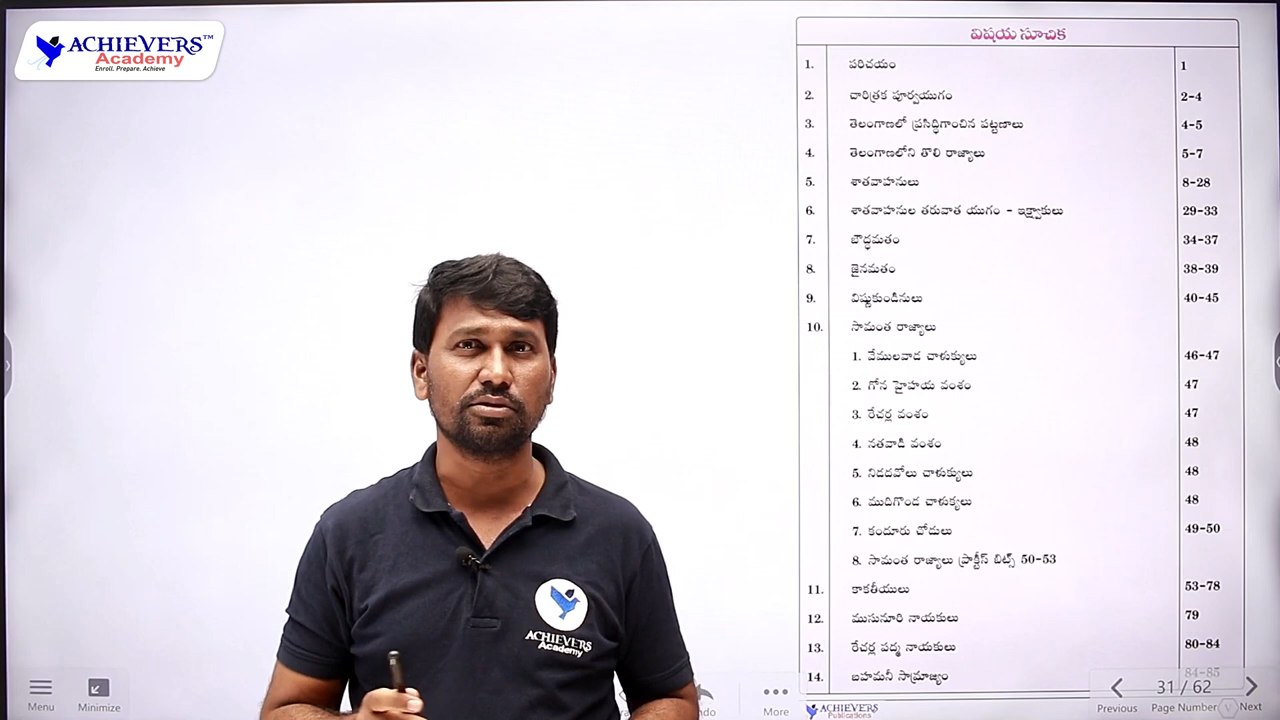 ACHIEVERS™
Academy
Enroll. Prepare. Achieve
విషయ సూచిక
1. పరిచయం 1
2. చారిత్రక పూర్వయుగం 2-4
3. తెలంగాణలో ప్రసిద్ధిగాంచిన పట్టణాలు 4-5
4. తెలంగాణలోని తొలి రాజ్యాలు 5-7
5. శాతవాహనులు 8-28
6. శాతవాహనుల తరువాత యుగం - ఇక్ష్వాకులు 29-33
7. బౌద్ధమతం 34-37
8. జైనమతం 38-39
9. విష్ణుకుండినులు 40-45
10. సామంత రాజ్యాలు
1. వేములవాడ చాళుక్యులు 46-47
2. గోన హైహయ వంశం 47
3. రేచర్ల వంశం 47
4. నతవాడి వంశం 48
5. నిడదవోలు చాళుక్యులు 48
6. ముదిగొండ చాళుక్యలు 48
7. కందూరు చోడులు 49-50
8. సామంత రాజ్యాలు ప్రాక్టీస్ బిట్స్ 50-53
11. కాకతీయులు 53-78
12. ముసునూరి నాయకులు 79
13. రేచర్ల పద్మ నాయకులు 80-84
14. బహమనీ సామ్రాజ్యం 84-85
ACHIEVERS
Academy
Menu
Minimize
More
Previous
31 / 62
Page Number
Next
ACHIEVERS
Publications